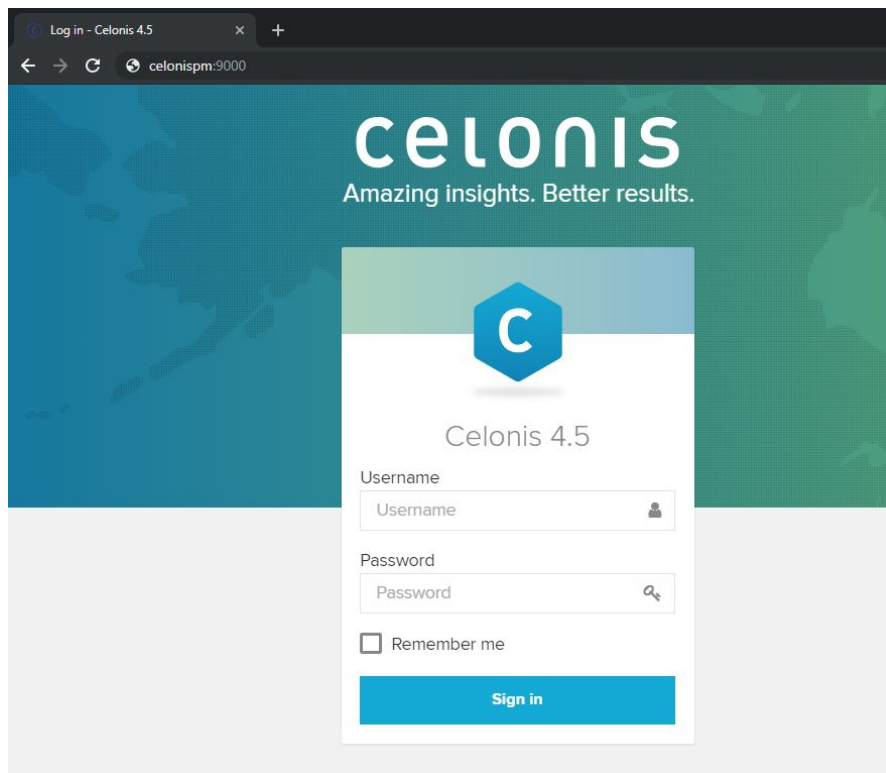 Log in - Celonis 4.5
celonispm:9000
celonis
Amazing insights. Better results.
C
Celonis 4.5
Username
Username
Password
Password
Remember me
Sign in